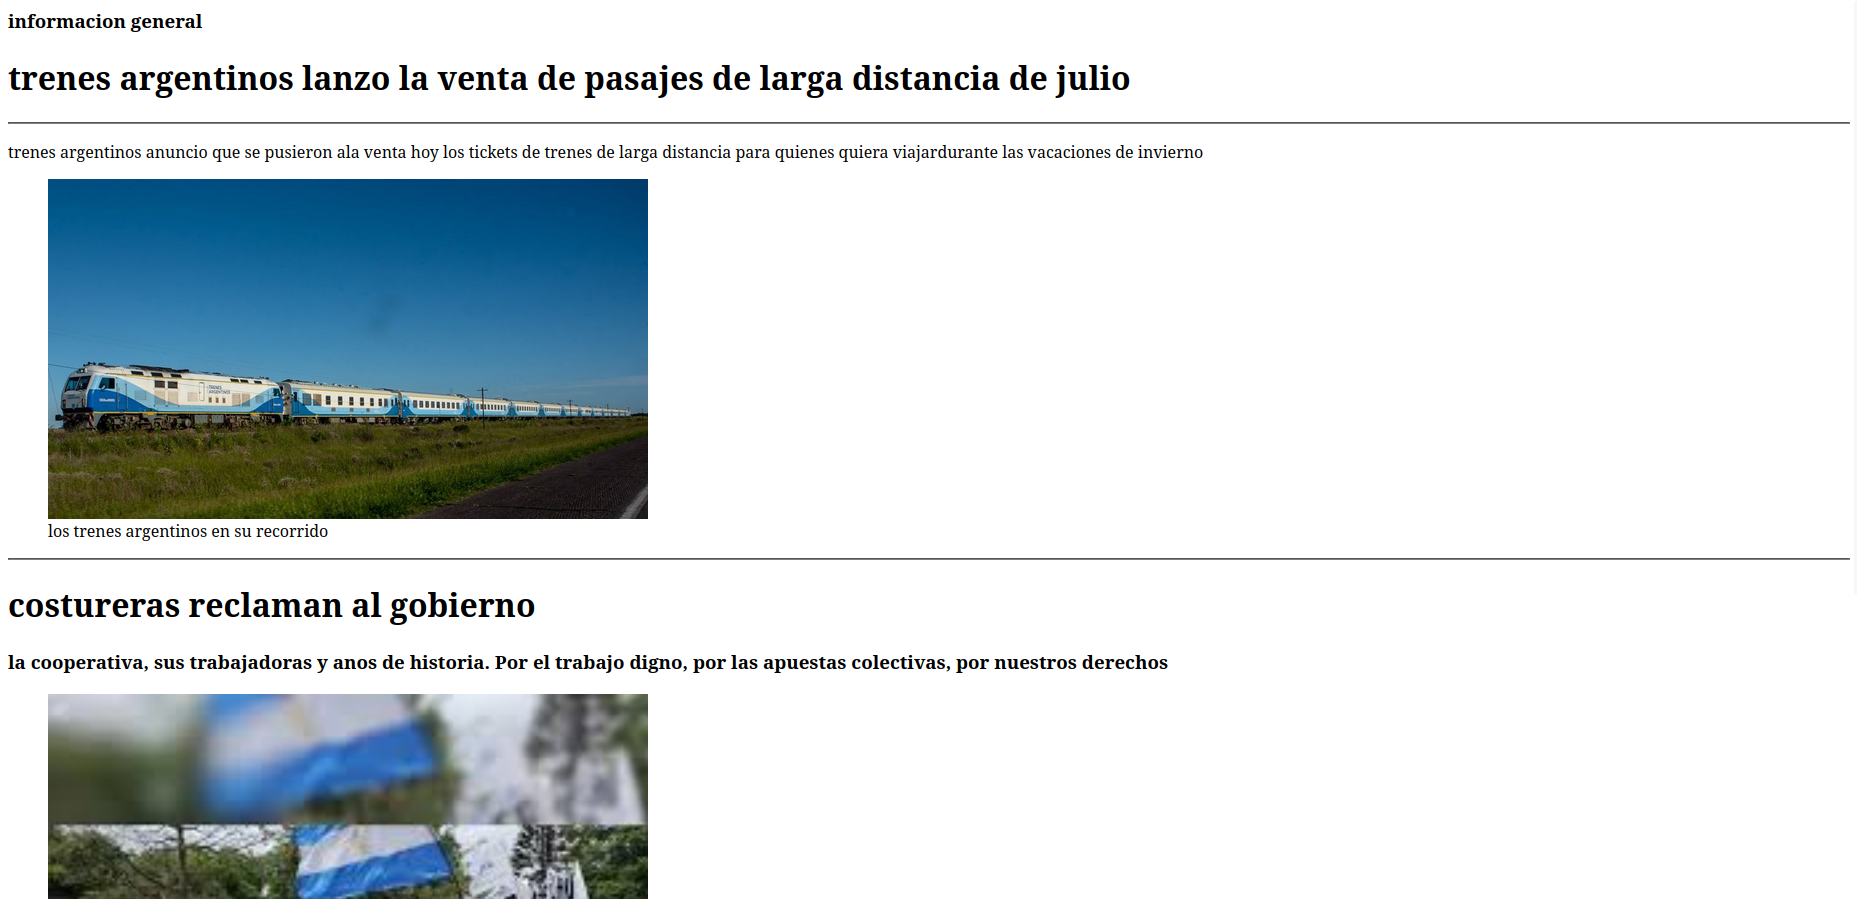 informacion general
trenes argentinos lanzo la venta de pasajes de larga distancia de julio
trenes argentinos anuncio que se pusieron ala venta hoy los tickets de trenes de larga distancia para quienes quiera viajardurante las vacaciones de invierno
TRENES
ARGENTINOS
los trenes argentinos en su recorrido
costureras reclaman al gobierno
la cooperativa, sus trabajadoras y anos de historia. Por el trabajo digno, por las apuestas colectivas, por nuestros derechos